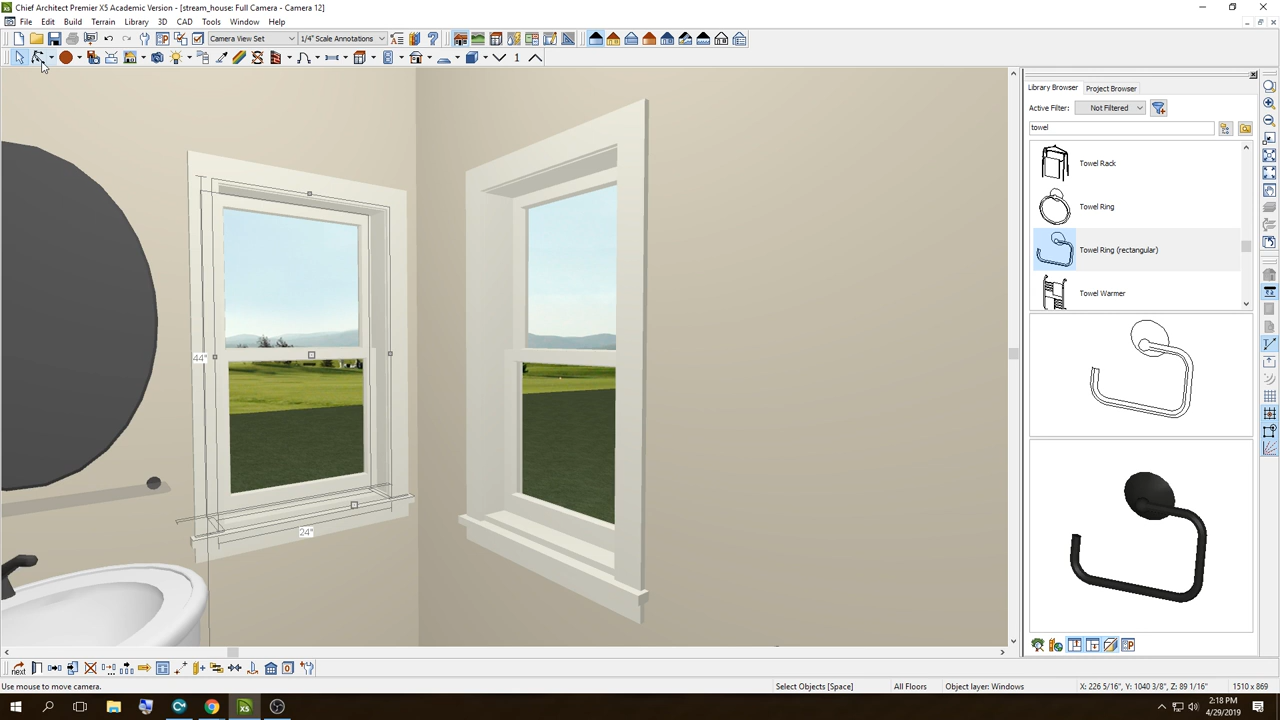 Chief Architect Premier X5 Academic Version - [stream_house: Full Camera - Camera 12]
File Edit Build Terrain Library 3D CAD Tools Window Help
Camera View Set 1/4" Scale Annotations
1
Library Browser Project Browser
Active Filter: Not Filtered
towel
Towel Rack
Towel Ring
Towel Ring (rectangular)
Towel Warmer
44"
24"
next
Use mouse to move camera. Select Objects [Space] All Floors Object layer: Windows X: 226 5/16", Y: 1040 3/8", Z: 89 1/16" 1510 x 869
X5
2:18 PM
4/29/2019